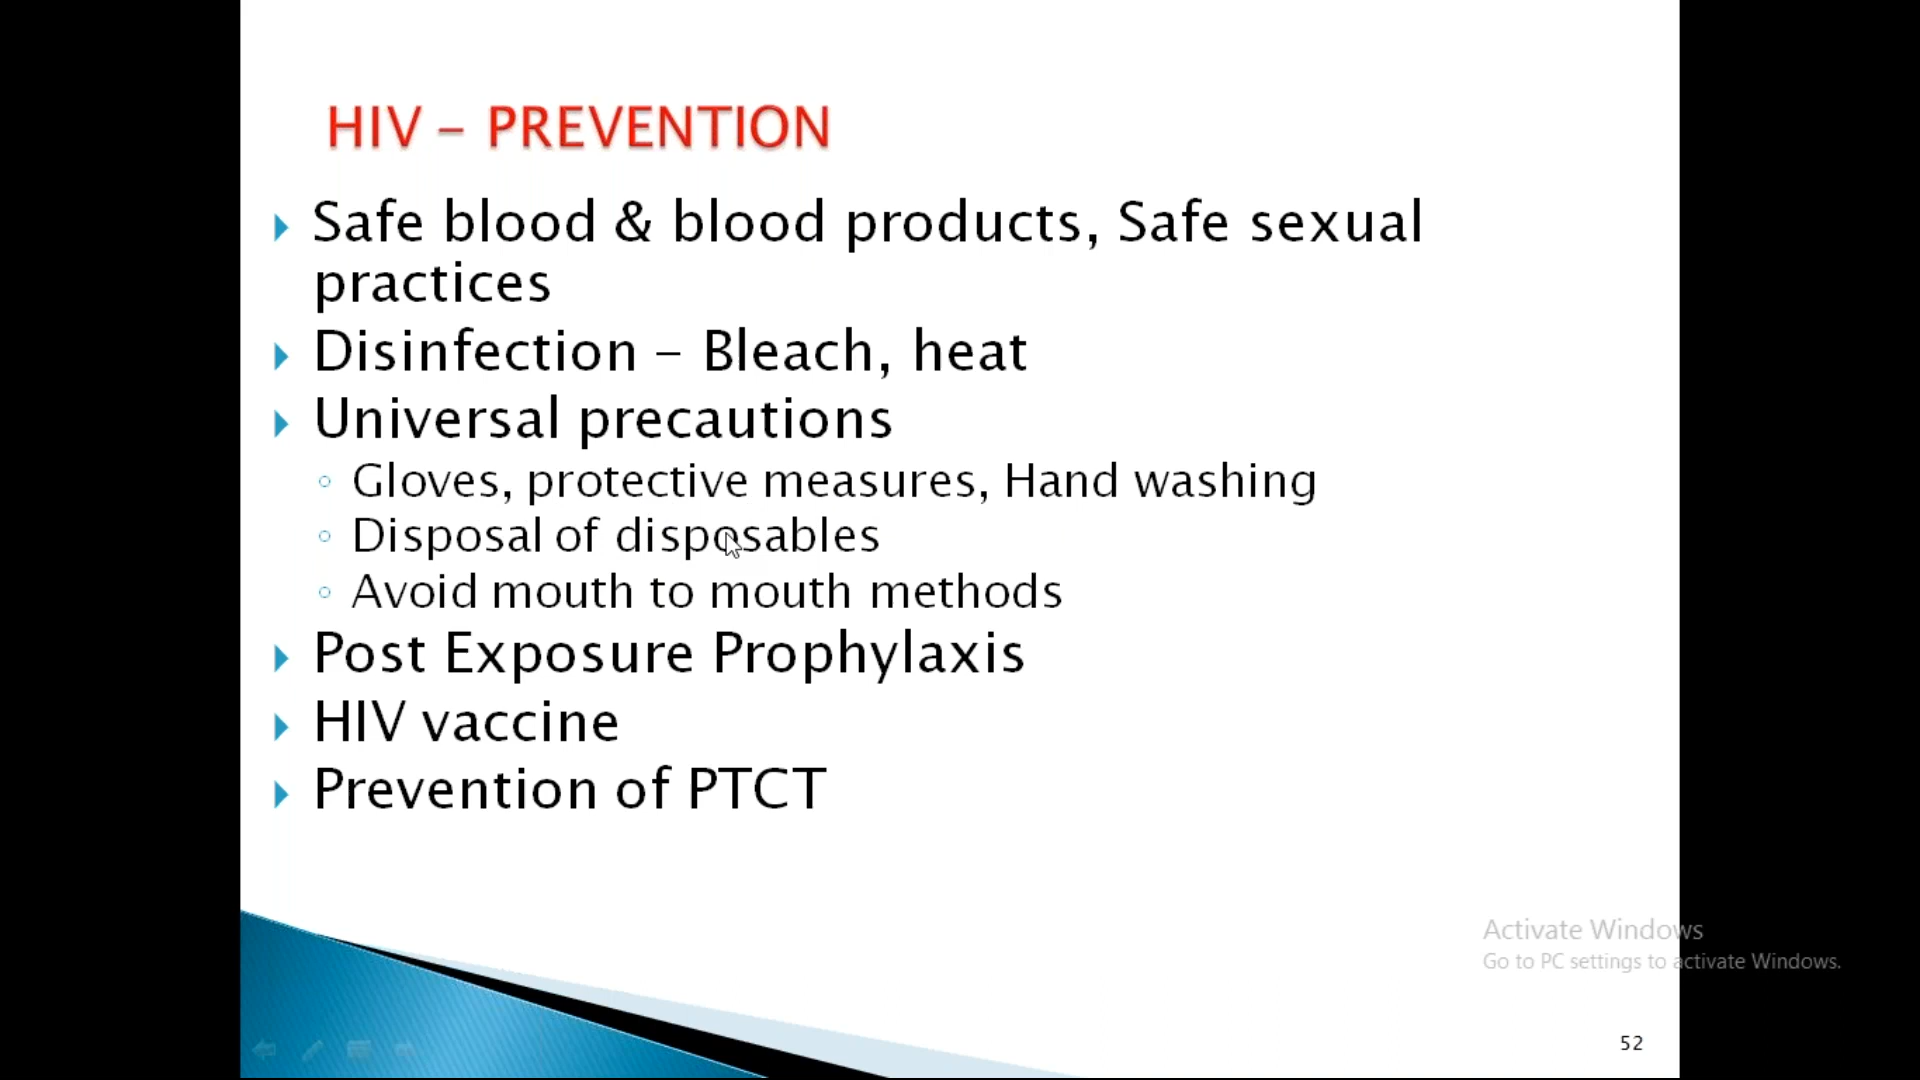 HIV – PREVENTION
Safe blood & blood products, Safe sexual
practices
Disinfection – Bleach, heat
Universal precautions
Gloves, protective measures, Hand washing
Disposal of disposables
Avoid mouth to mouth methods
Post Exposure Prophylaxis
HIV vaccine
Prevention of PTCT
Activate Windows
Go to PC settings to activate Windows.
52